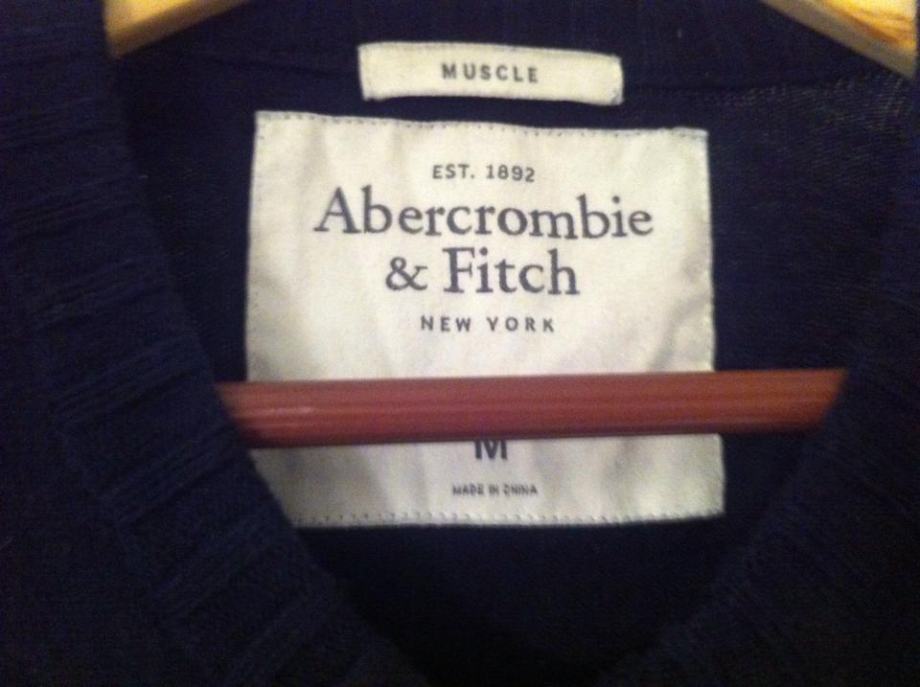 MUSCLE
EST. 1892
Abercrombie
& Fitch
NEW YORK
M
MADE IN CHINA